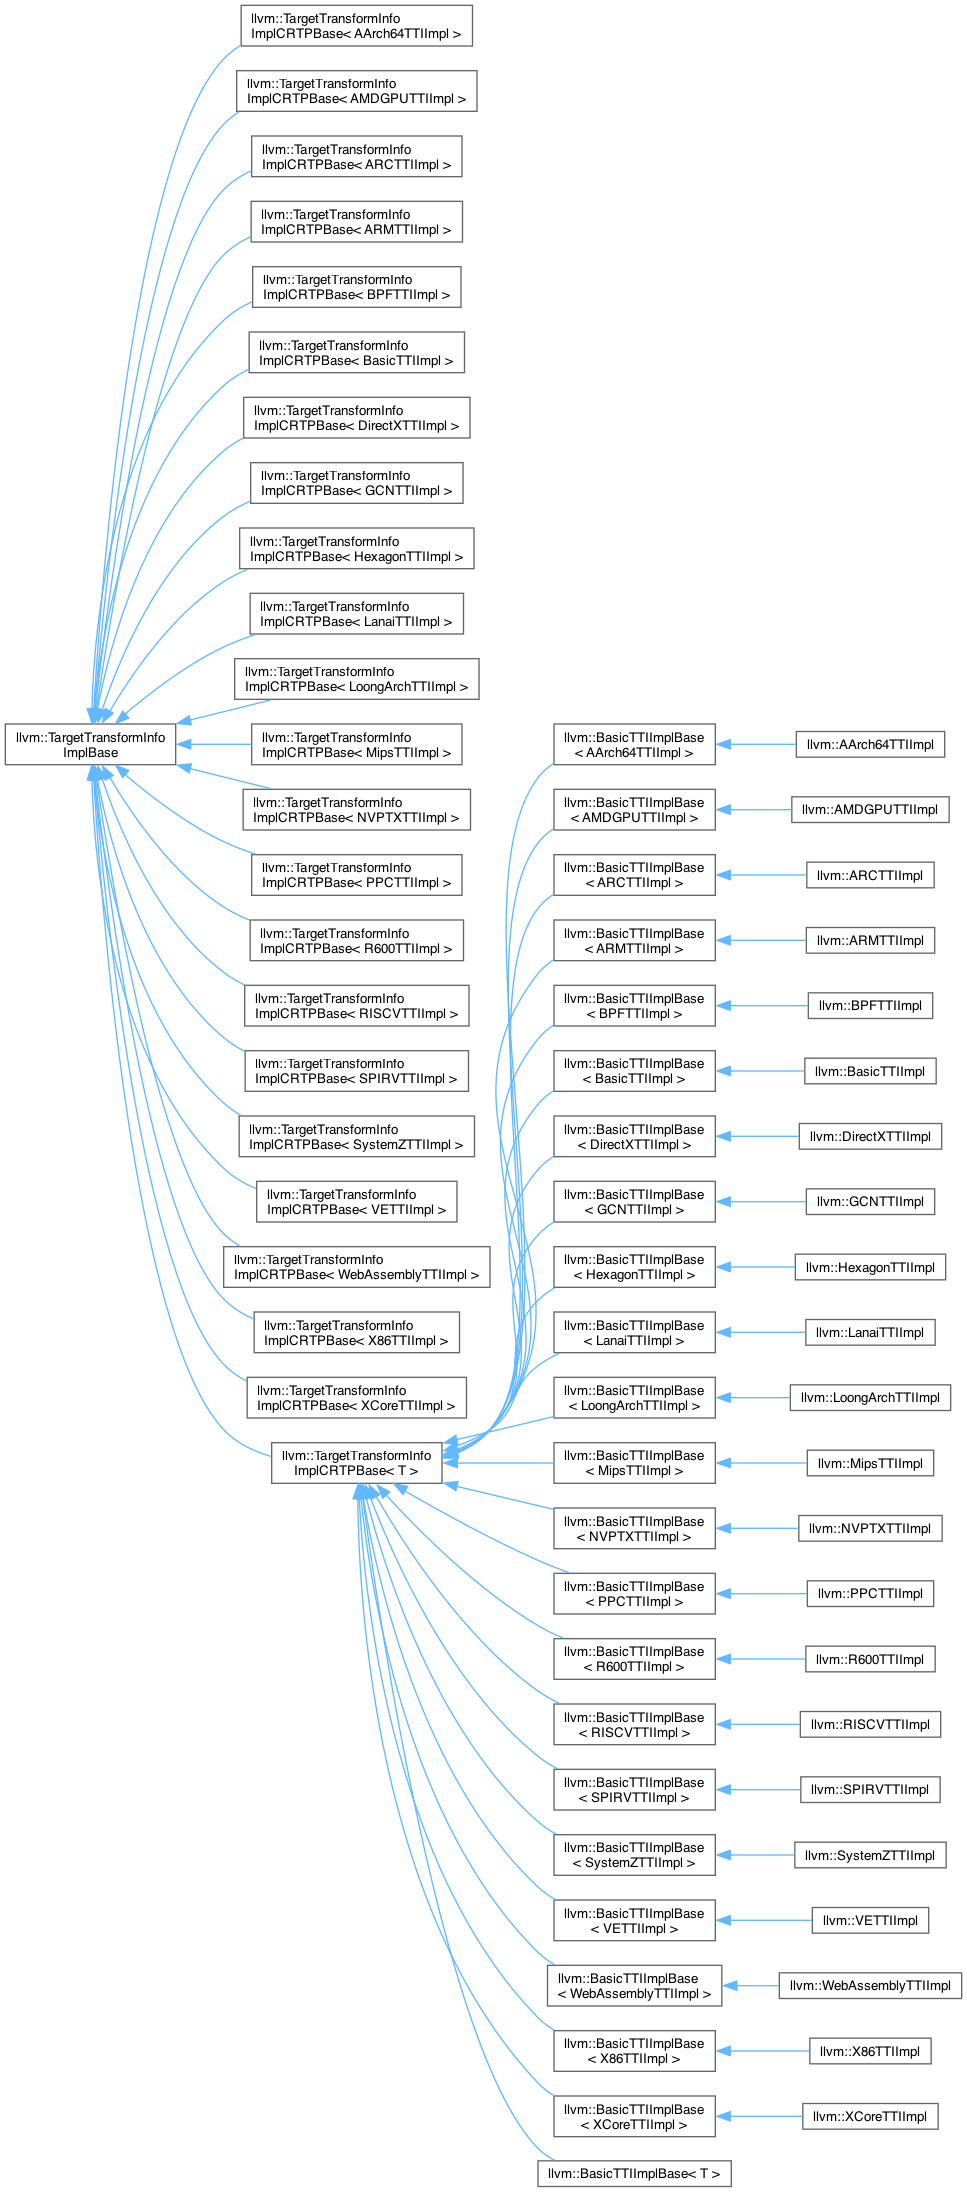 llvm::TargetTransformInfo
ImplCRTPBase< AArch64TTIImpl >
llvm::TargetTransformInfo
ImplCRTPBase< AMDGPUTTIImpl >
llvm::TargetTransformInfo
ImplCRTPBase< ARCTTIImpl >
llvm::TargetTransformInfo
ImplCRTPBase< ARMTTIImpl >
llvm::TargetTransformInfo
ImplCRTPBase< BPFTTIImpl >
llvm::TargetTransformInfo
ImplCRTPBase< BasicTTIImpl >
llvm::TargetTransformInfo
ImplCRTPBase< DirectXTTIImpl >
llvm::TargetTransformInfo
ImplCRTPBase< GCNTTIImpl >
llvm::TargetTransformInfo
ImplCRTPBase< HexagonTTIImpl >
llvm::TargetTransformInfo
ImplCRTPBase< LanaiTTIImpl >
llvm::TargetTransformInfo
ImplCRTPBase< LoongArchTTIImpl >
llvm::TargetTransformInfo
ImplBase
llvm::TargetTransformInfo
ImplCRTPBase< MipsTTIImpl >
llvm::TargetTransformInfo
ImplCRTPBase< NVPTXTTIImpl >
llvm::TargetTransformInfo
ImplCRTPBase< PPCTTIImpl >
llvm::TargetTransformInfo
ImplCRTPBase< R600TTIImpl >
llvm::TargetTransformInfo
ImplCRTPBase< RISCVTTIImpl >
llvm::TargetTransformInfo
ImplCRTPBase< SPIRVTTIImpl >
llvm::TargetTransformInfo
ImplCRTPBase< SystemZTTIImpl >
llvm::TargetTransformInfo
ImplCRTPBase< VETTIImpl >
llvm::TargetTransformInfo
ImplCRTPBase< WebAssemblyTTIImpl >
llvm::TargetTransformInfo
ImplCRTPBase< X86TTIImpl >
llvm::TargetTransformInfo
ImplCRTPBase< XCoreTTIImpl >
llvm::TargetTransformInfo
ImplCRTPBase< T >
llvm::BasicTTIImplBase
< AArch64TTIImpl >
llvm::AArch64TTIImpl
llvm::BasicTTIImplBase
< AMDGPUTTIImpl >
llvm::AMDGPUTTIImpl
llvm::BasicTTIImplBase
< ARCTTIImpl >
llvm::ARCTTIImpl
llvm::BasicTTIImplBase
< ARMTTIImpl >
llvm::ARMTTIImpl
llvm::BasicTTIImplBase
< BPFTTIImpl >
llvm::BPFTTIImpl
llvm::BasicTTIImplBase
< BasicTTIImpl >
llvm::BasicTTIImpl
llvm::BasicTTIImplBase
< DirectXTTIImpl >
llvm::DirectXTTIImpl
llvm::BasicTTIImplBase
< GCNTTIImpl >
llvm::GCNTTIImpl
llvm::BasicTTIImplBase
< HexagonTTIImpl >
llvm::HexagonTTIImpl
llvm::BasicTTIImplBase
< LanaiTTIImpl >
llvm::LanaiTTIImpl
llvm::BasicTTIImplBase
< LoongArchTTIImpl >
llvm::LoongArchTTIImpl
llvm::BasicTTIImplBase
< MipsTTIImpl >
llvm::MipsTTIImpl
llvm::BasicTTIImplBase
< NVPTXTTIImpl >
llvm::NVPTXTTIImpl
llvm::BasicTTIImplBase
< PPCTTIImpl >
llvm::PPCTTIImpl
llvm::BasicTTIImplBase
< R600TTIImpl >
llvm::R600TTIImpl
llvm::BasicTTIImplBase
< RISCVTTIImpl >
llvm::RISCVTTIImpl
llvm::BasicTTIImplBase
< SPIRVTTIImpl >
llvm::SPIRVTTIImpl
llvm::BasicTTIImplBase
< SystemZTTIImpl >
llvm::SystemZTTIImpl
llvm::BasicTTIImplBase
< VETTIImpl >
llvm::VETTIImpl
llvm::BasicTTIImplBase
< WebAssemblyTTIImpl >
llvm::WebAssemblyTTIImpl
llvm::BasicTTIImplBase
< X86TTIImpl >
llvm::X86TTIImpl
llvm::BasicTTIImplBase
< XCoreTTIImpl >
llvm::XCoreTTIImpl
llvm::BasicTTIImplBase< T >